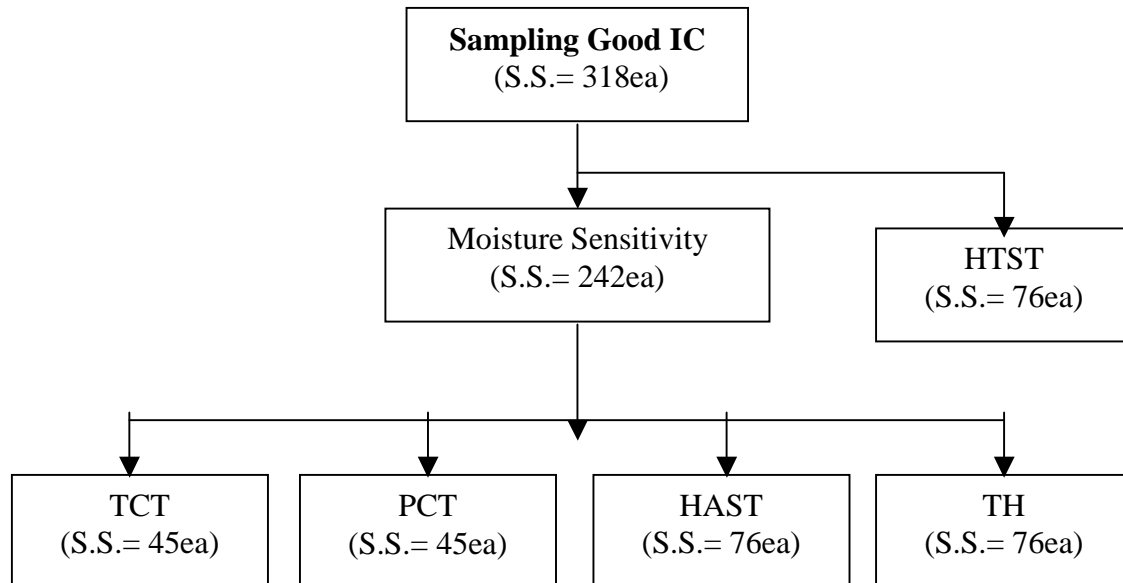 Sampling Good IC
(S.S.= 318ea)
Moisture Sensitivity
(S.S.= 242ea)
HTST
(S.S.= 76ea)
TCT
(S.S.= 45ea)
PCT
(S.S.= 45ea)
HAST
(S.S.= 76ea)
TH
(S.S.= 76ea)